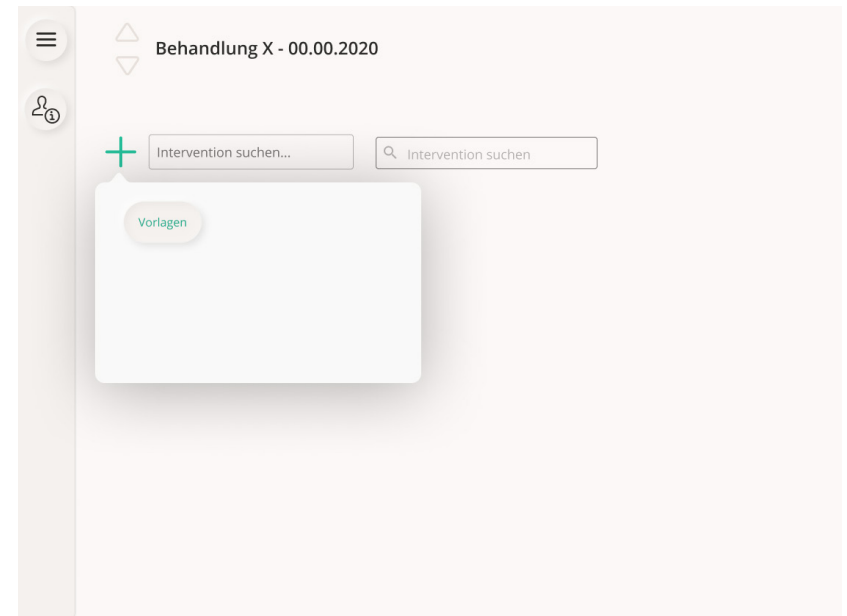 Behandlung X - 00.00.2020
Intervention suchen...
Intervention suchen
Vorlagen